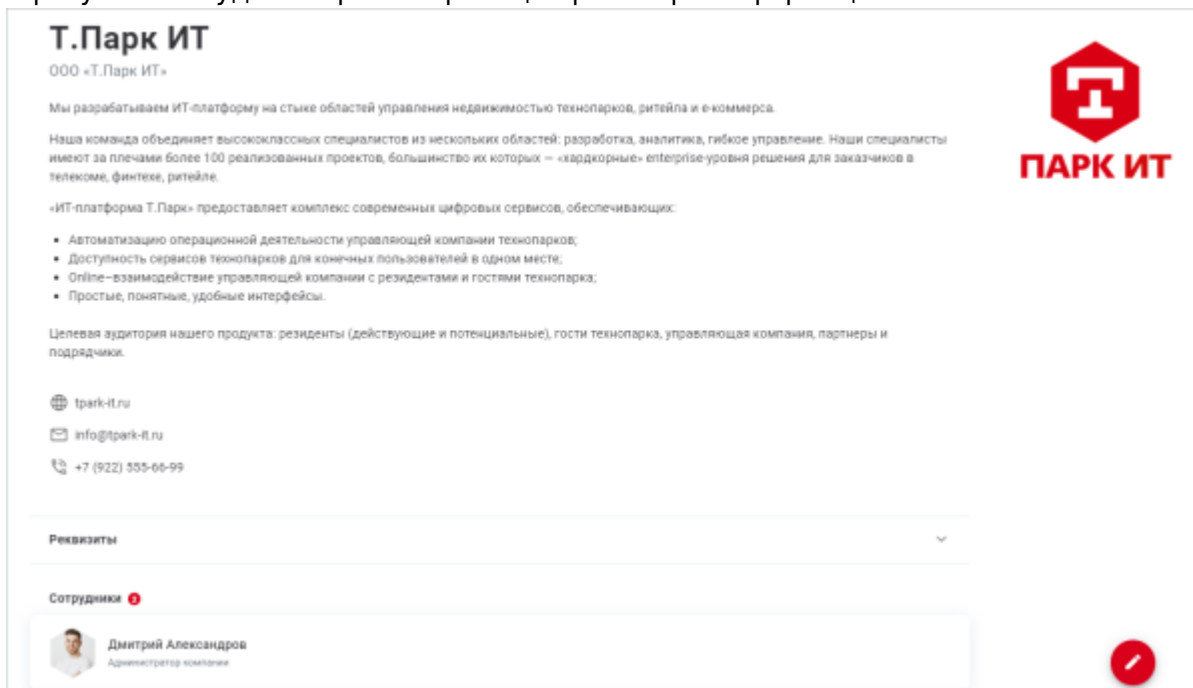 Т.Парк ИТ
ООО «Т.Парк ИТ»
Мы разрабатываем ИТ-платформу на стыке областей управления недвижимостью технопарков, ритейла и е-коммерса.
Наша команда объединяет высококлассных специалистов из нескольких областей: разработка, аналитика, гибкое управление. Наши специалисты
имеют за плечами более 100 реализованных проектов, большинство их которых — «хардкорные» enterprise-уровня решения для заказчиков в
телекоме, финтехе, ритейле.
«ИТ-платформа Т.Парк» предоставляет комплекс современных цифровых сервисов, обеспечивающих:
• Автоматизацию операционной деятельности управляющей компании технопарков;
• Доступность сервисов технопарков для конечных пользователей в одном месте;
• Online–взаимодействие управляющей компании с резидентами и гостями технопарка;
• Простые, понятные, удобные интерфейсы.
Целевая аудитория нашего продукта: резиденты (действующие и потенциальные), гости технопарка, управляющая компания, партнеры и
подрядчики.
tpark-it.ru
info@tpark-it.ru
+7 (922) 555-66-99
Реквизиты
Сотрудники
Дмитрий Александров
Администратор компании
Т
ПАРК ИТ